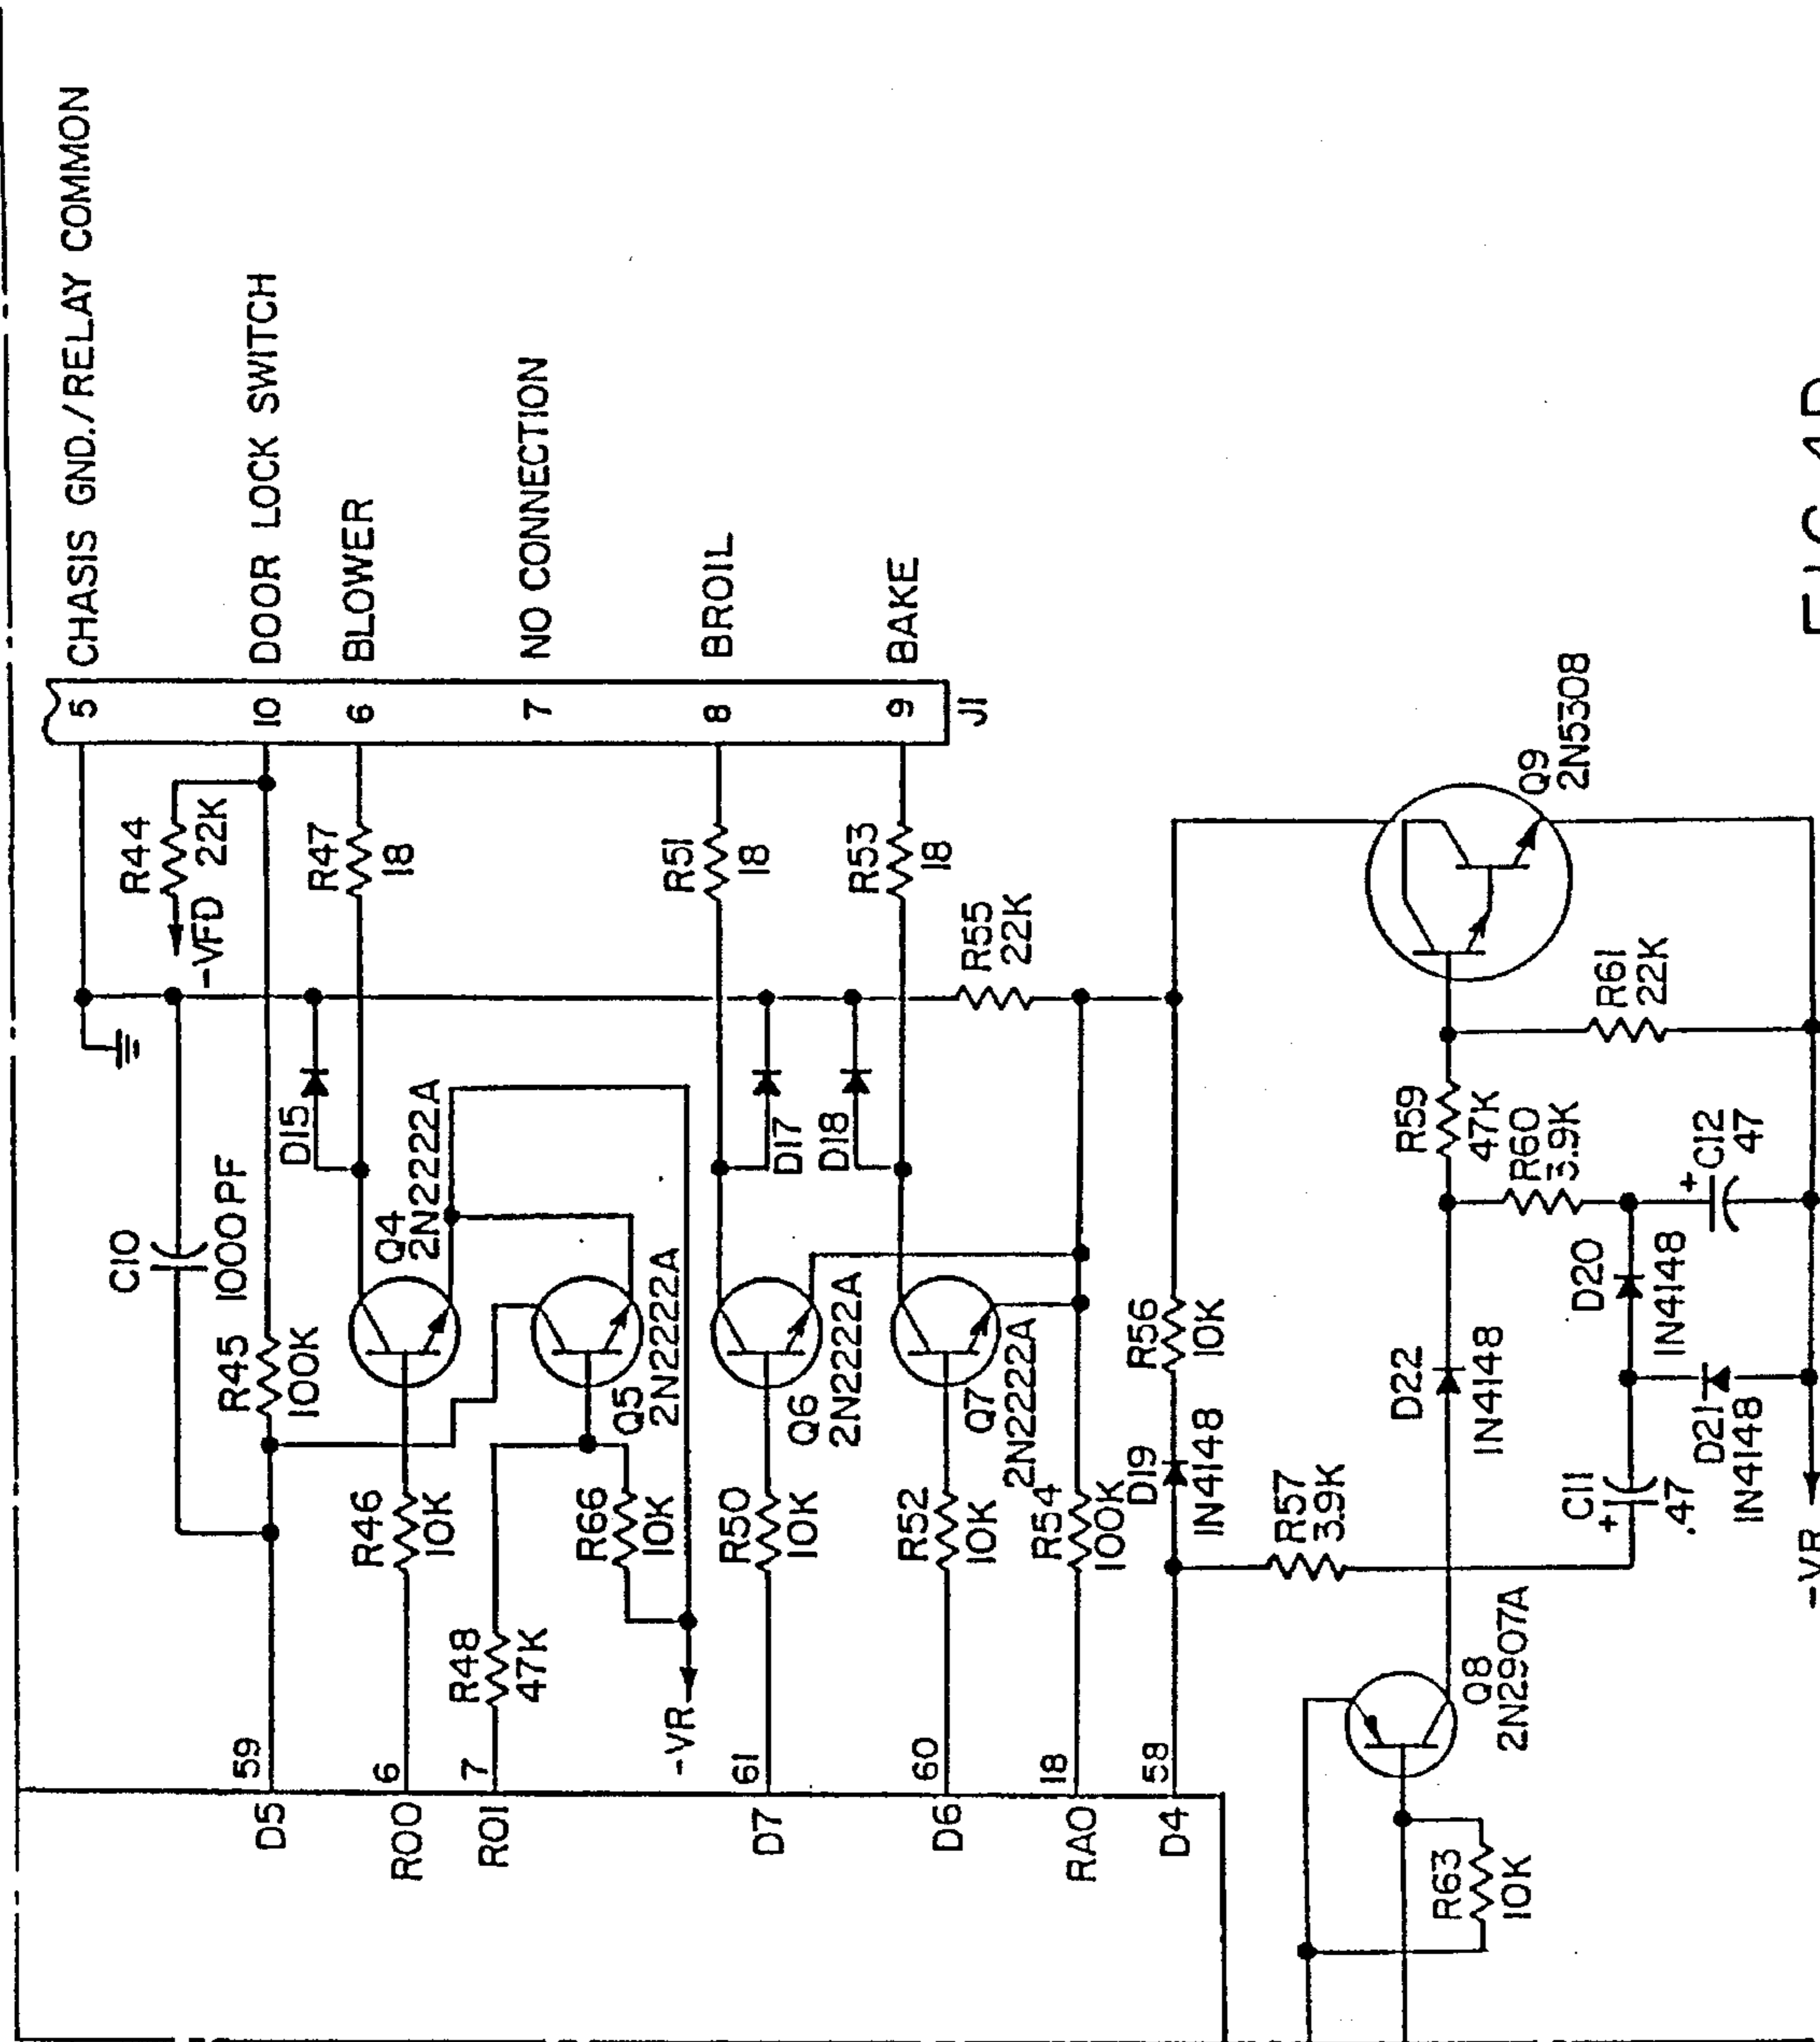 CHASIS GND./RELAY COMMON
5
DOOR LOCK SWITCH
10
BLOWER
6
NO CONNECTION
7
BROIL
8
BAKE
9
J1
R44
22K
-VFD
R47
18
R51
18
R53
18
R55
22K
C10
1000PF
D15
D17
D18
R45
100K
Q4
2N2222A
Q5
2N2222A
Q6
2N2222A
Q7
2N2222A
R46
10K
R66
10K
R48
47K
-VR
R50
10K
R52
10K
R54
100K
R56
10K
D19
1N4148
D5
59
R00
6
R01
7
D7
61
D6
60
RA0
18
D4
58
Q9
2N5308
R61
22K
R59
47K
R60
3.9K
+
C12
47
D20
1N4148
D22
1N4148
D21
1N4148
R57
3.9K
C11
+
.47
-VR
Q8
2N2907A
R63
10K